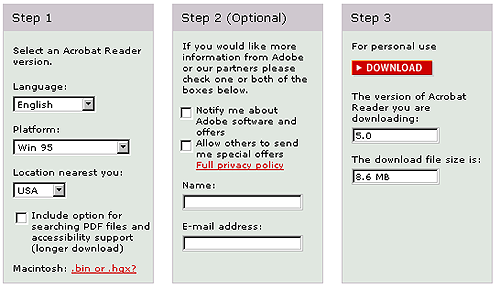 Step 1
Select an Acrobat Reader
version.
Language:
English
Platform:
Win 95
Location nearest you:
USA
Include option for
searching PDF files and
accessibility support
(longer download)
Macintosh: .bin or .hqx?
Step 2 (Optional)
If you would like more
information from Adobe
or our partners please
check one or both of the
boxes below.
Notify me about
Adobe software and
offers
Allow others to send
me special offers
Full privacy policy
Name:
E-mail address:
Step 3
For personal use
DOWNLOAD
The version of Acrobat
Reader you are
downloading:
5.0
The download file size is:
8.6 MB